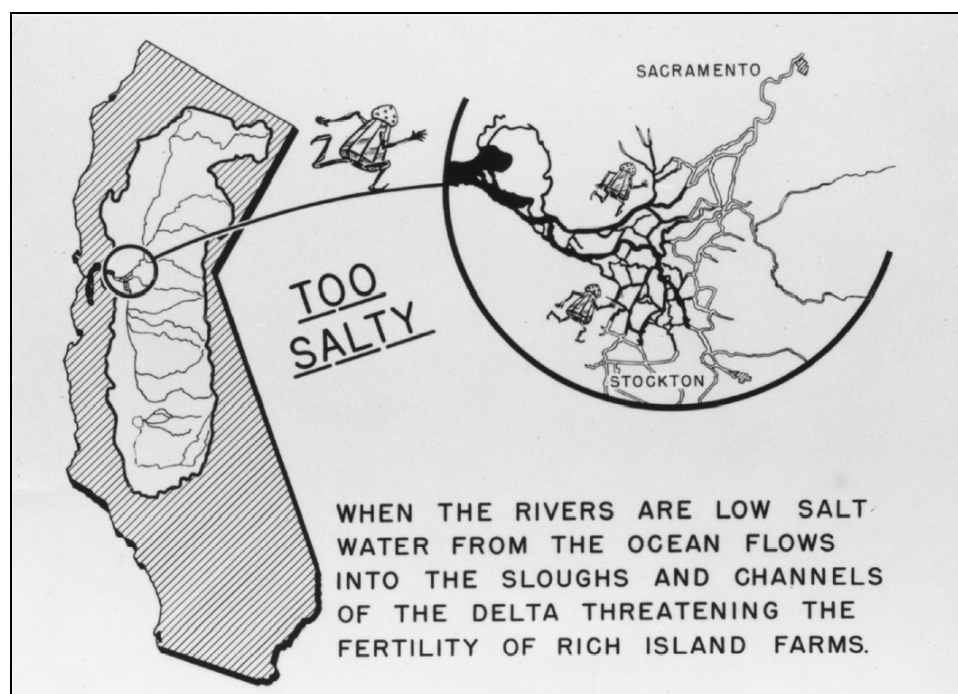 SACRAMENTO
TOO
SALTY
STOCKTON
WHEN THE RIVERS ARE LOW SALT
WATER FROM THE OCEAN FLOWS
INTO THE SLOUGHS AND CHANNELS
OF THE DELTA THREATENING THE
FERTILITY OF RICH ISLAND FARMS.